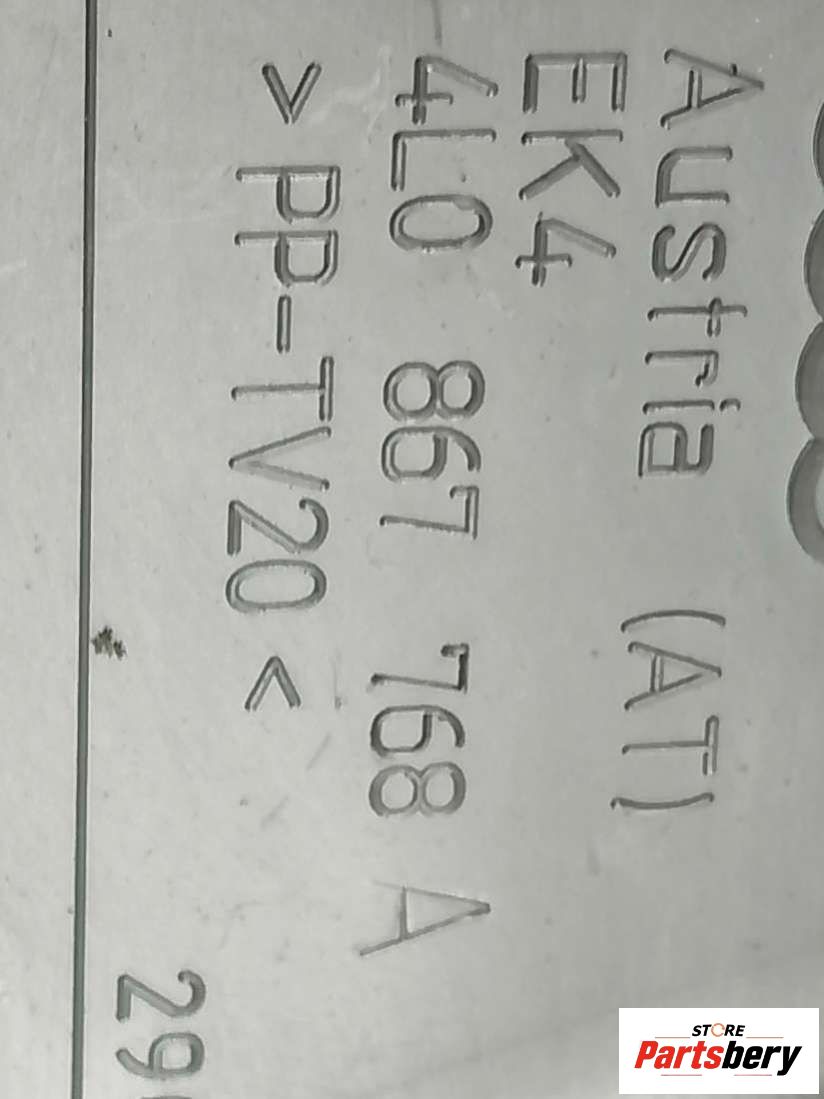 Austria (AT)
EK4
4L0 867 768 A
>PP-TV20<
29
STORE
Partsbery